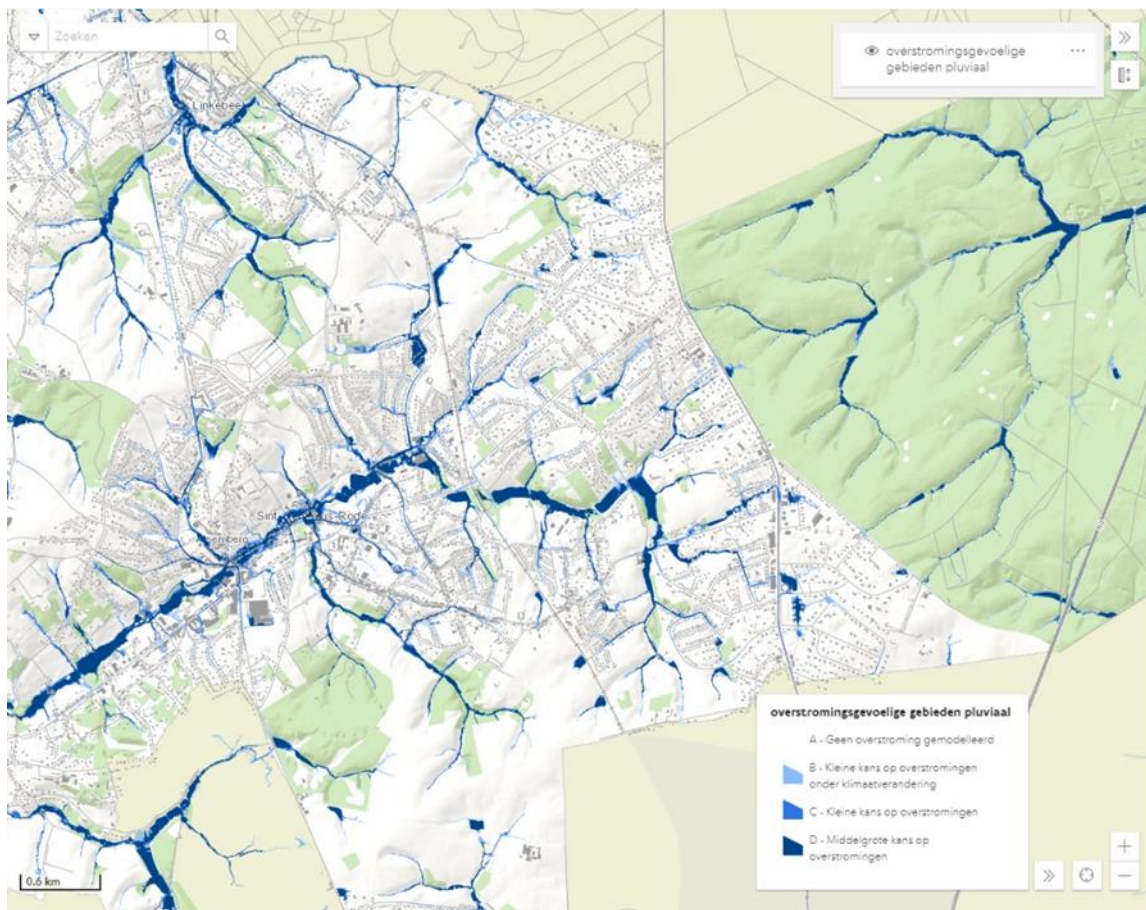 Zoeken
overstromingsgevoelige
gebieden pluviaal
Linkebeek
overstromingsgevoelige gebieden pluviaal
A - Geen overstroming gemodelleerd
B - Kleine kans op overstromingen
onder klimaatverandering
C - Kleine kans op overstromingen
D - Middelgrote kans op
overstromingen
0.6 km